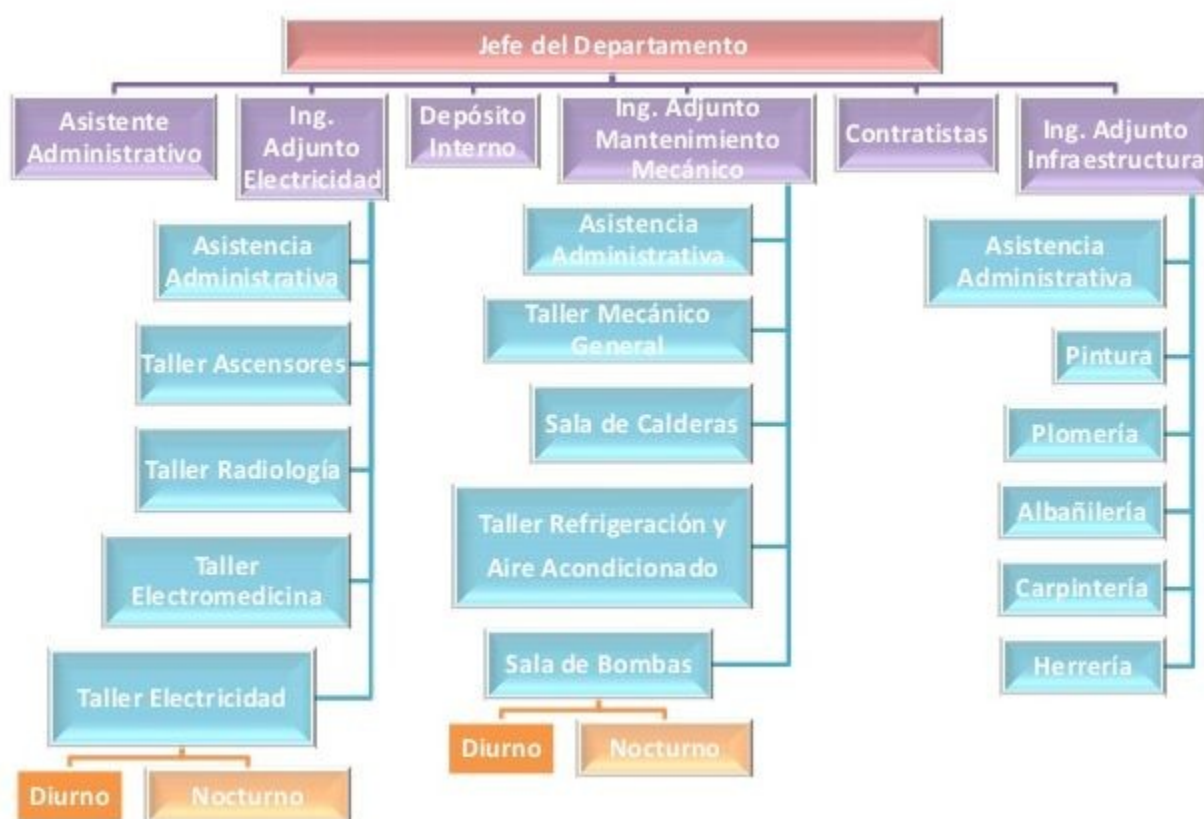 Jefe del Departamento
Asistente
Administrativo
Ing.
Adjunto
Electricidad
Depósito
Interno
Ing. Adjunto
Mantenimiento
Mecánico
Contratistas
Ing. Adjunto
Infraestructura
Asistencia
Administrativa
Taller Ascensores
Taller Radiología
Taller
Electromedicina
Taller Electricidad
Diurno
Nocturno
Asistencia
Administrativa
Taller Mecánico
General
Sala de Calderas
Taller Refrigeración y
Aire Acondicionado
Sala de Bombas
Diurno
Nocturno
Asistencia
Administrativa
Pintura
Plomería
Albañilería
Carpintería
Herrería